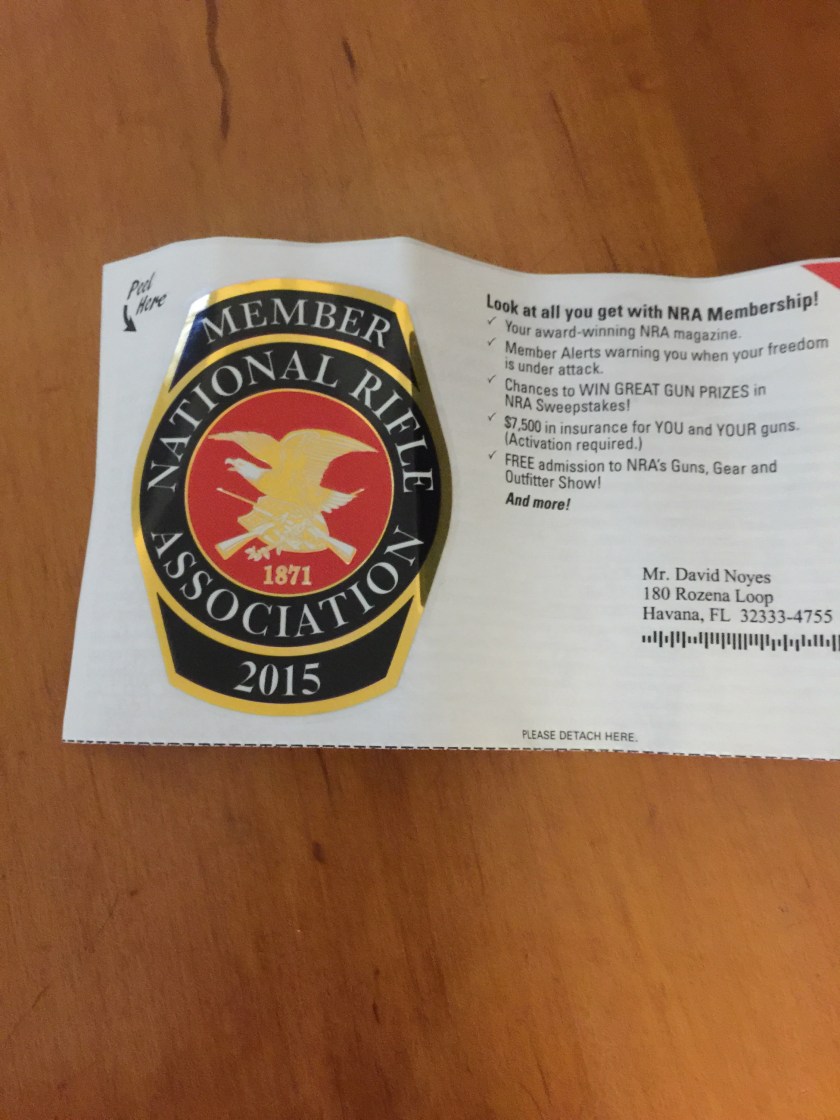 Peel
Here
MEMBER
NATIONAL RIFLE
ASSOCIATION
1871
2015
Look at all you get with NRA Membership!
✓ Your award-winning NRA magazine.
✓ Member Alerts warning you when your freedom
is under attack.
✓ Chances to WIN GREAT GUN PRIZES in
NRA Sweepstakes!
✓ $7,500 in insurance for YOU and YOUR guns.
(Activation required.)
✓ FREE admission to NRA's Guns, Gear and
Outfitter Show!
And more!
Mr. David Noyes
180 Rozena Loop
Havana, FL 32333-4755
PLEASE DETACH HERE.